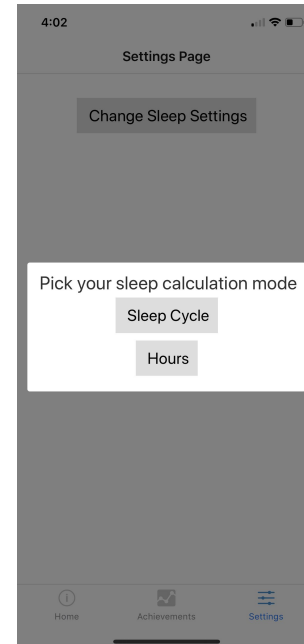 4:02
Settings Page
Change Sleep Settings
Pick your sleep calculation mode
Sleep Cycle
Hours
Home Achievements Settings